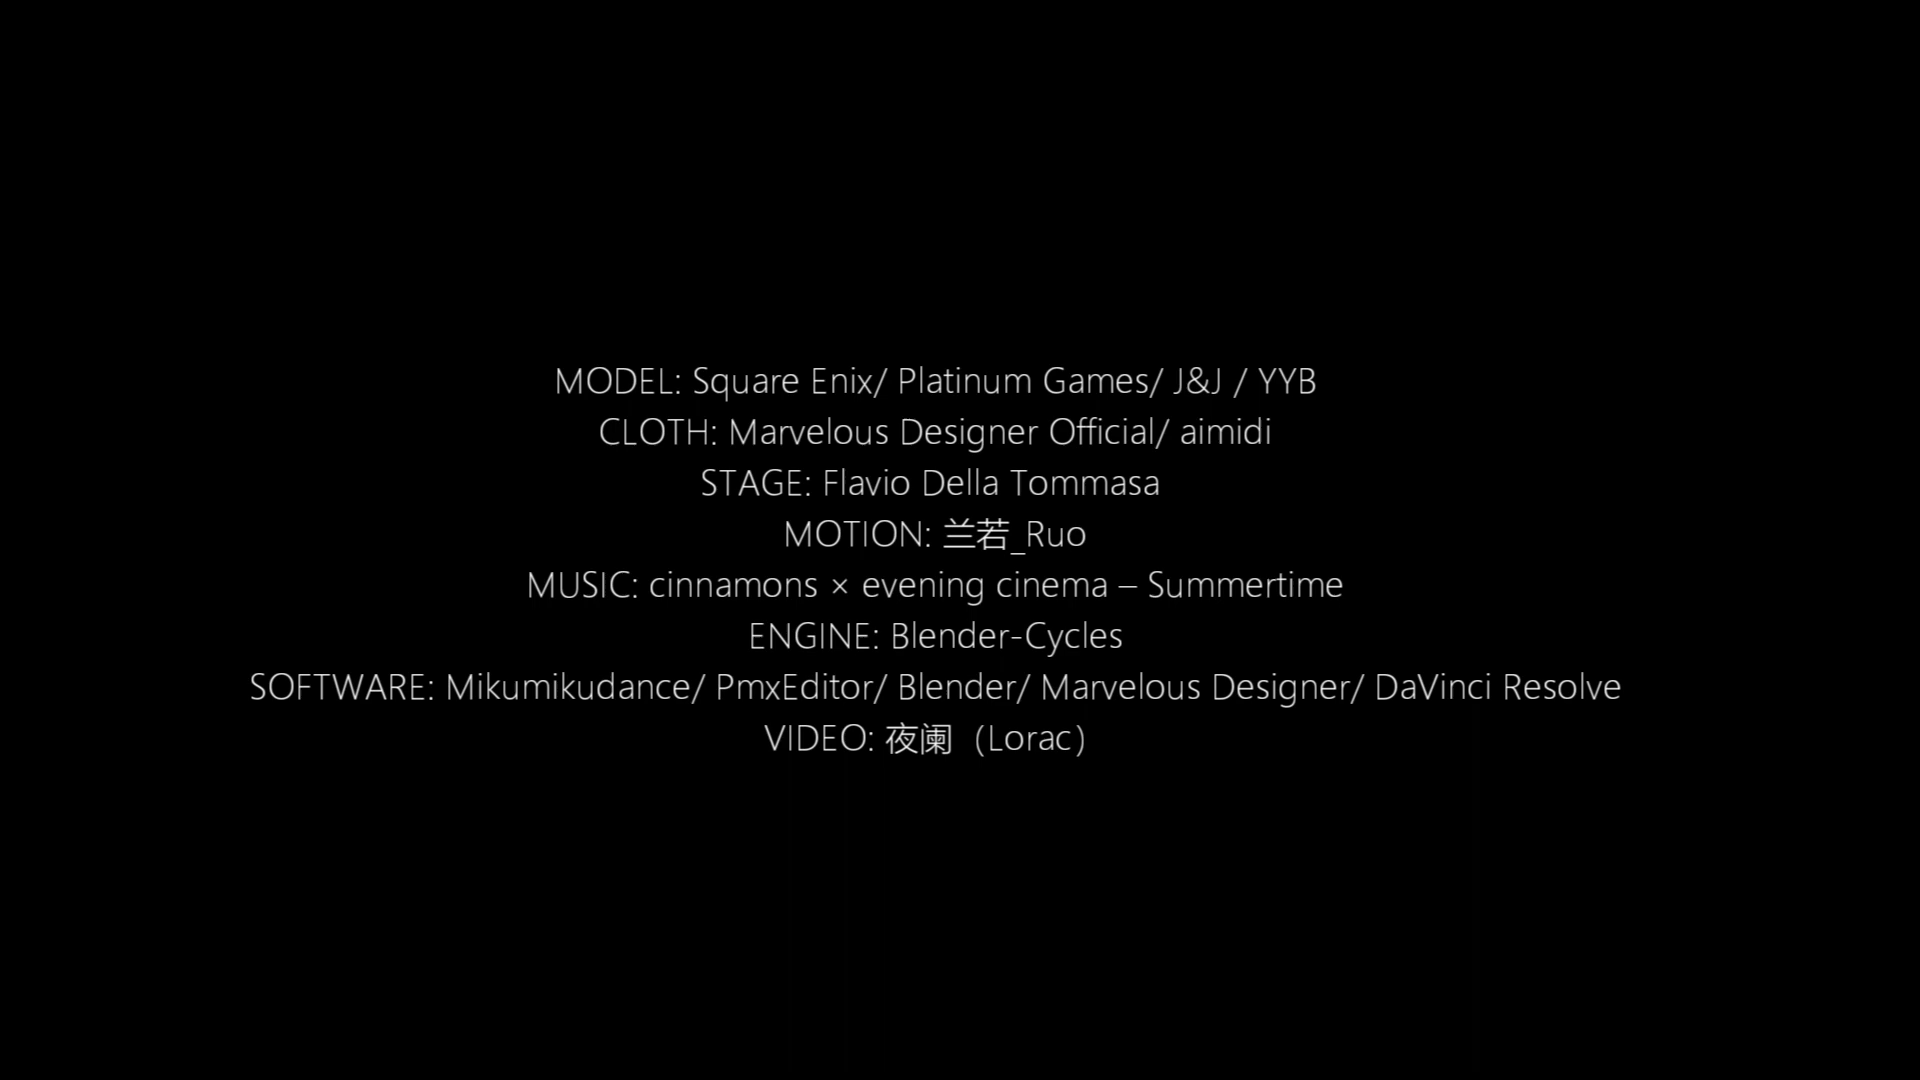 MODEL: Square Enix/ Platinum Games/ J&J / YYB
CLOTH: Marvelous Designer Official/ aimidi
STAGE: Flavio Della Tommasa
MOTION: 兰若_Ruo
MUSIC: cinnamons × evening cinema – Summertime
ENGINE: Blender-Cycles
SOFTWARE: Mikumikudance/ PmxEditor/ Blender/ Marvelous Designer/ DaVinci Resolve
VIDEO: 夜阑（Lorac）